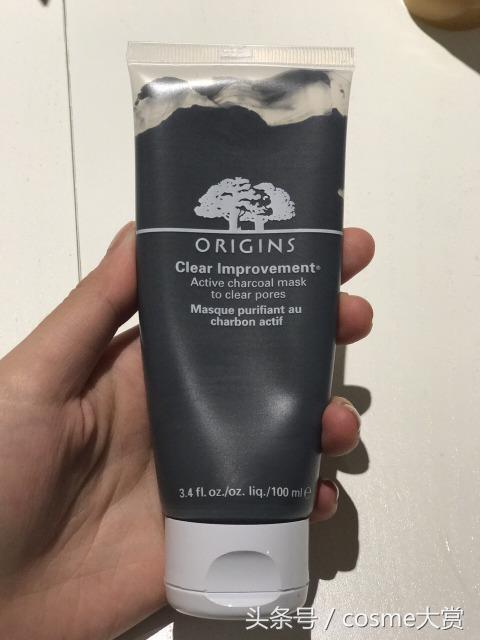 ORIGINS
Clear Improvement®
Active charcoal mask
to clear pores
Masque purifiant au
charbon actif
3.4 fl. oz./oz. liq./100 ml ℮
头条号 / cosme大赏